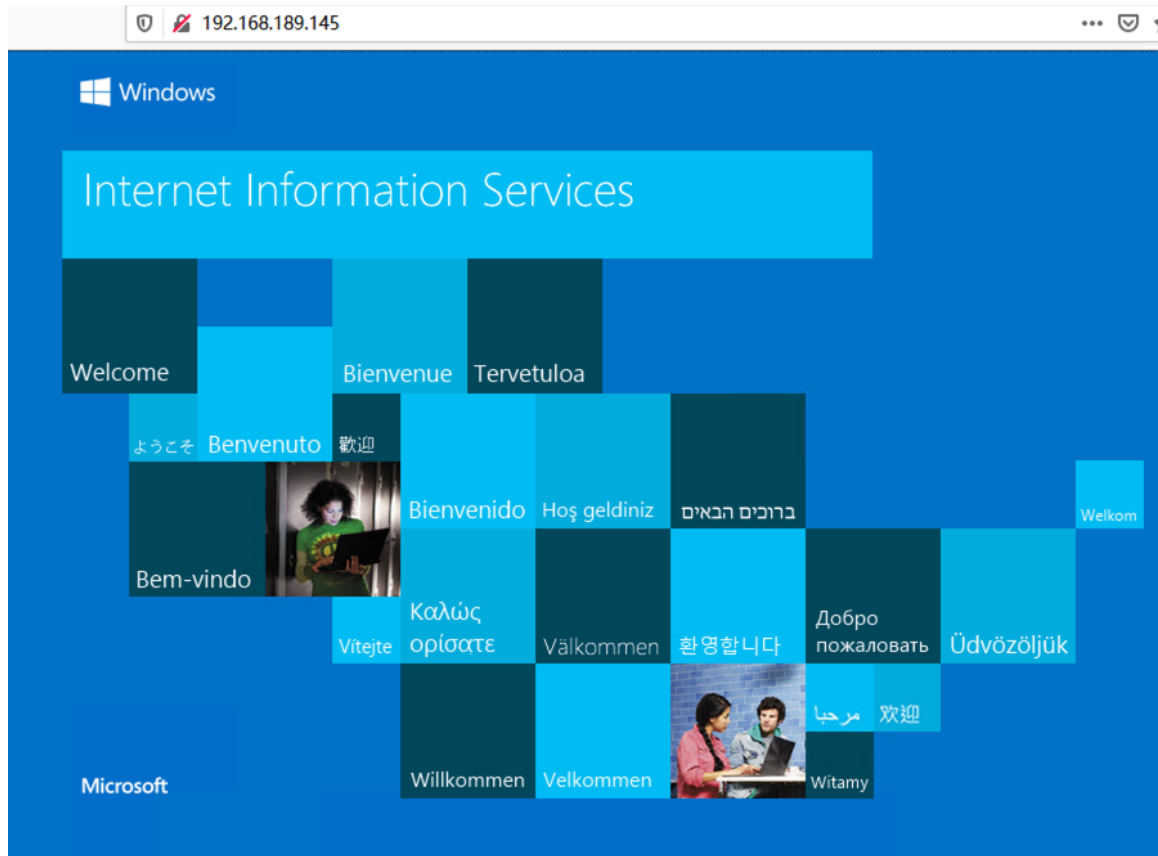 192.168.189.145
Windows
Internet Information Services
Welcome
Bienvenue
Tervetuloa
ようこそ
Benvenuto
歡迎
Bienvenido
Hoş geldiniz
ברוכים הבאים
Welkom
Bem-vindo
Vítejte
Καλώς
ορίσατε
Välkommen
환영합니다
Добро
пожаловать
Üdvözöljük
مرحبا
欢迎
Microsoft
Willkommen
Velkommen
Witamy